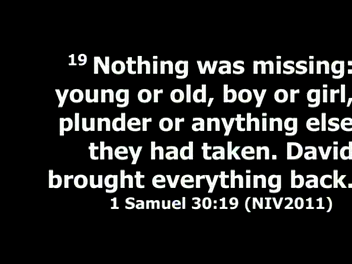 19 Nothing was missing:
young or old, boy or girl,
plunder or anything else
they had taken. David
brought everything back.
1 Samuel 30:19 (NIV2011)